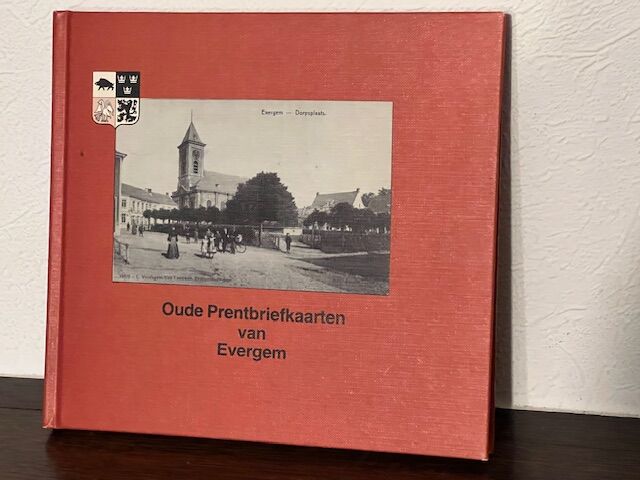 Evergem — Dorpsplaats.
Oude Prentbriefkaarten
van
Evergem